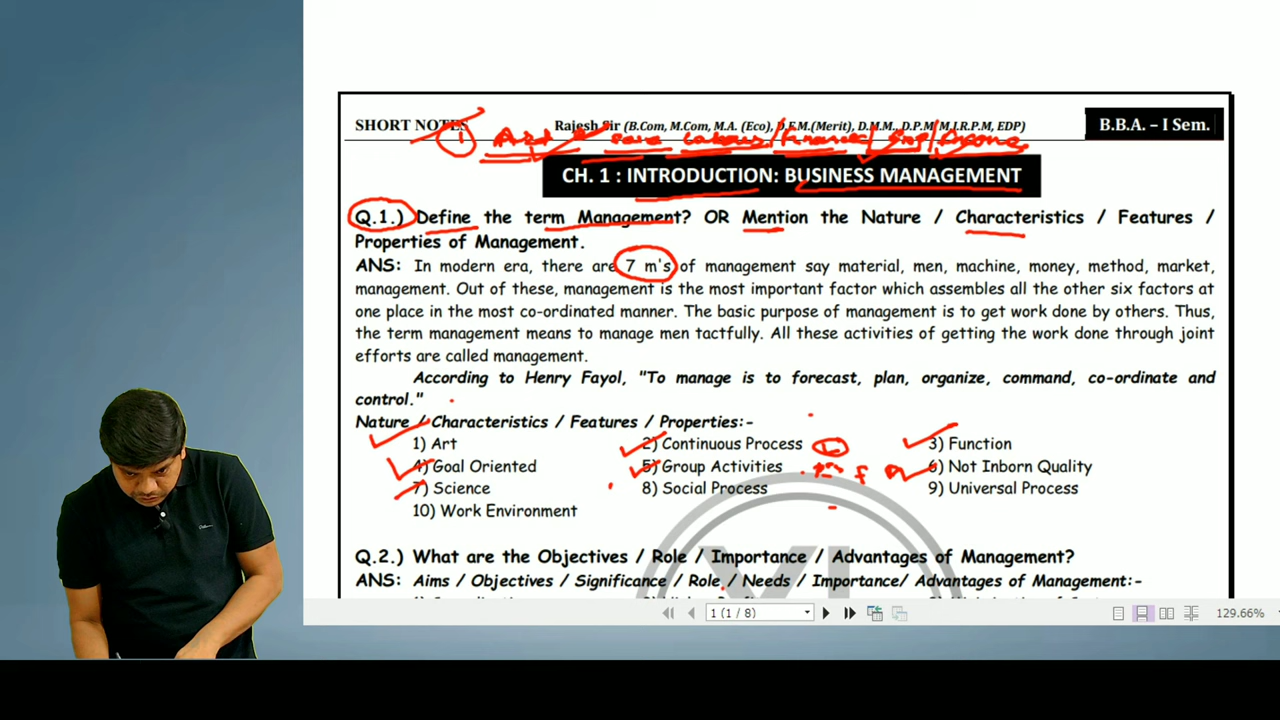 SHORT NOTES Rajesh Sir (B.Com, M.Com, M.A. (Eco), D.E.M.(Merit), D.M.M., D.P.M, M.I.R.P.M, EDP) B.B.A. – I Sem.
1
CH. 1 : INTRODUCTION: BUSINESS MANAGEMENT
Q.1.) Define the term Management? OR Mention the Nature / Characteristics / Features /
Properties of Management.
ANS: In modern era, there are 7 m's of management say material, men, machine, money, method, market,
management. Out of these, management is the most important factor which assembles all the other six factors at
one place in the most co-ordinated manner. The basic purpose of management is to get work done by others. Thus,
the term management means to manage men tactfully. All these activities of getting the work done through joint
efforts are called management.
According to Henry Fayol, "To manage is to forecast, plan, organize, command, co-ordinate and
control."
Nature / Characteristics / Features / Properties:-
1) Art 2) Continuous Process 3) Function
4) Goal Oriented 5) Group Activities 6) Not Inborn Quality
7) Science 8) Social Process 9) Universal Process
10) Work Environment
Q.2.) What are the Objectives / Role / Importance / Advantages of Management?
ANS: Aims / Objectives / Significance / Role / Needs / Importance/ Advantages of Management:-
1 (1 / 8) 129.66%